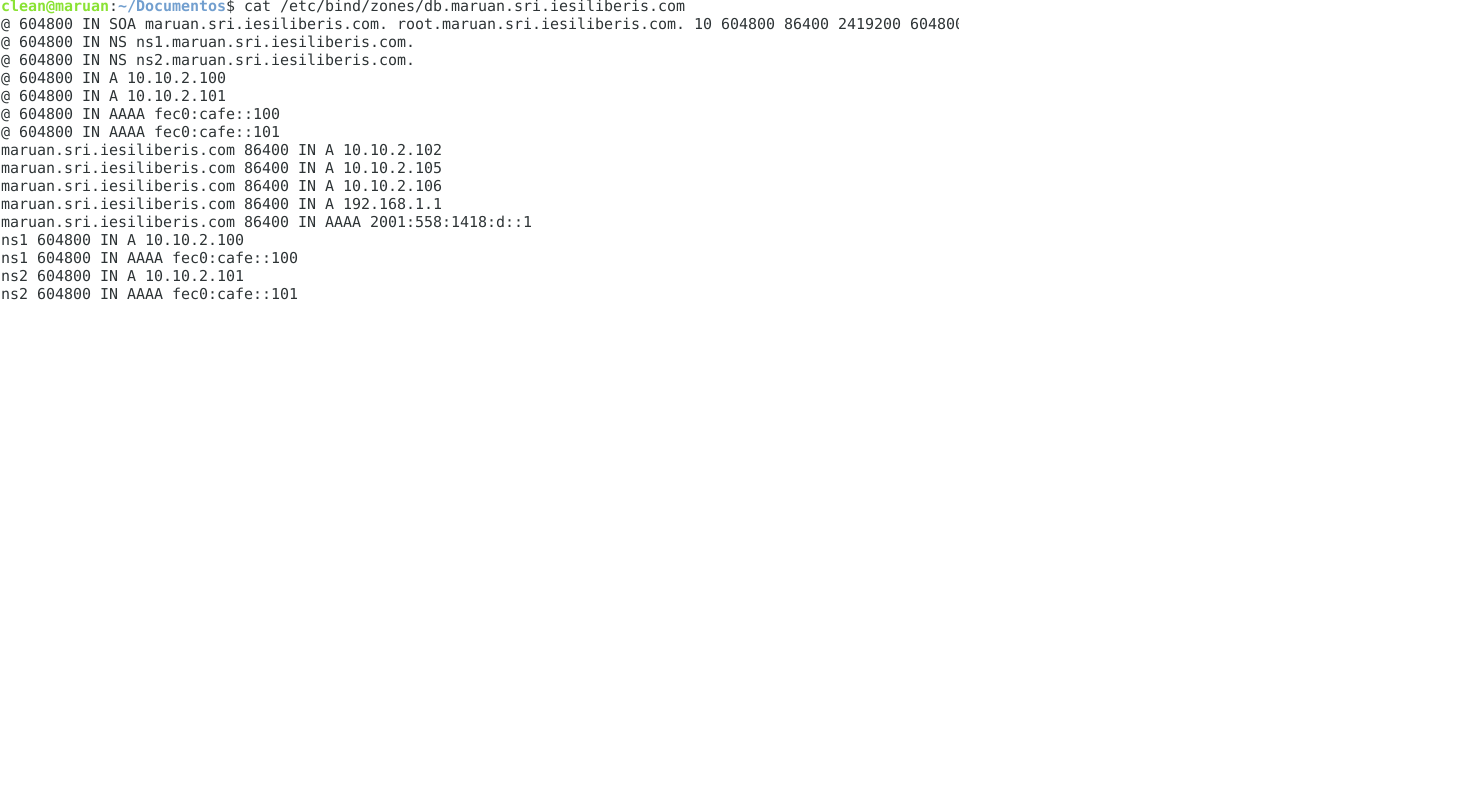 clean@maruan:~/Documentos$ cat /etc/bind/zones/db.maruan.sri.iesiliberis.com
@ 604800 IN SOA maruan.sri.iesiliberis.com. root.maruan.sri.iesiliberis.com. 10 604800 86400 2419200 604800
@ 604800 IN NS ns1.maruan.sri.iesiliberis.com.
@ 604800 IN NS ns2.maruan.sri.iesiliberis.com.
@ 604800 IN A 10.10.2.100
@ 604800 IN A 10.10.2.101
@ 604800 IN AAAA fec0:cafe::100
@ 604800 IN AAAA fec0:cafe::101
maruan.sri.iesiliberis.com 86400 IN A 10.10.2.102
maruan.sri.iesiliberis.com 86400 IN A 10.10.2.105
maruan.sri.iesiliberis.com 86400 IN A 10.10.2.106
maruan.sri.iesiliberis.com 86400 IN A 192.168.1.1
maruan.sri.iesiliberis.com 86400 IN AAAA 2001:558:1418:d::1
ns1 604800 IN A 10.10.2.100
ns1 604800 IN AAAA fec0:cafe::100
ns2 604800 IN A 10.10.2.101
ns2 604800 IN AAAA fec0:cafe::101